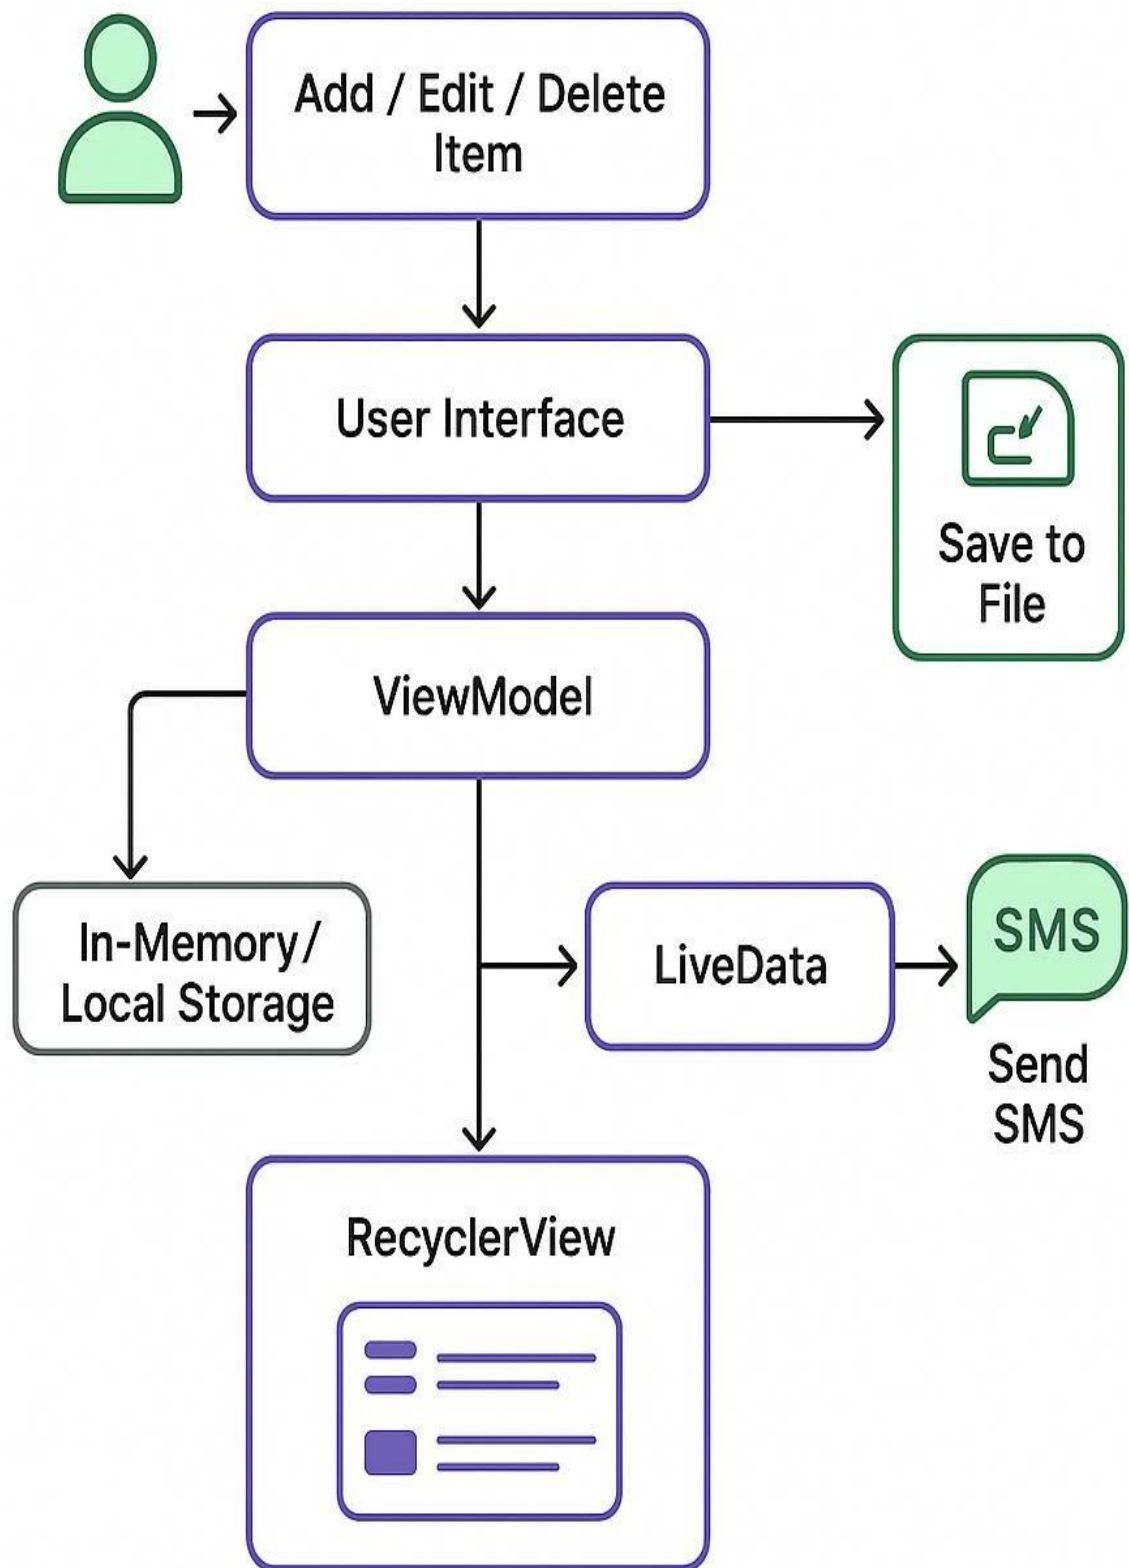 Add / Edit / Delete
Item
User Interface
Save to
File
ViewModel
In-Memory/
Local Storage
LiveData
SMS
Send
SMS
RecyclerView